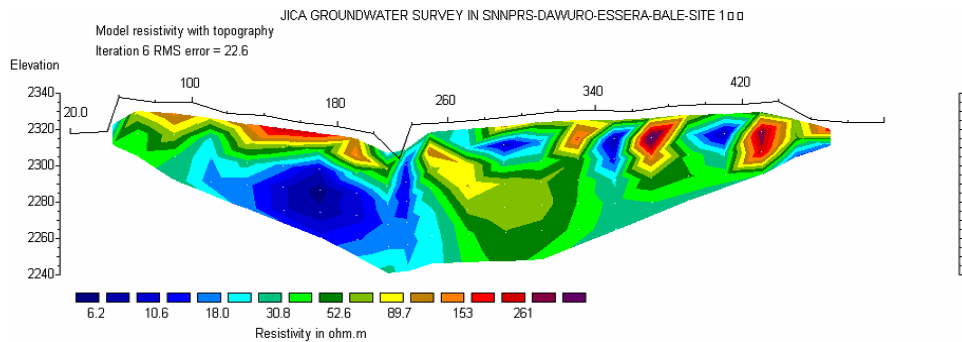 JICA GROUNDWATER SURVEY IN SNNPRS-DAWURO-ESSERA-BALE-SITE 1▯▯
Model resistivity with topography
Iteration 6 RMS error = 22.6
Elevation
2340
2320
2300
2280
2260
2240
20.0
100
180
260
340
420
6.2 10.6 18.0 30.8 52.6 89.7 153 261
Resistivity in ohm.m